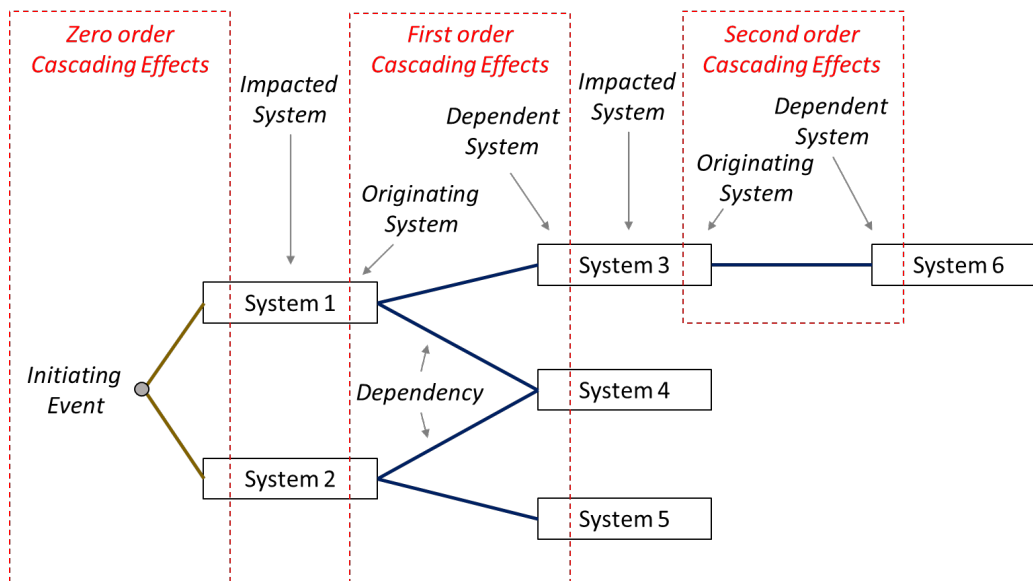 Zero order
Cascading Effects
First order
Cascading Effects
Second order
Cascading Effects
Impacted
System
Dependent
System
Impacted
System
Dependent
System
Originating
System
Originating
System
System 3
System 6
System 1
Initiating
Event
Dependency
System 4
System 2
System 5